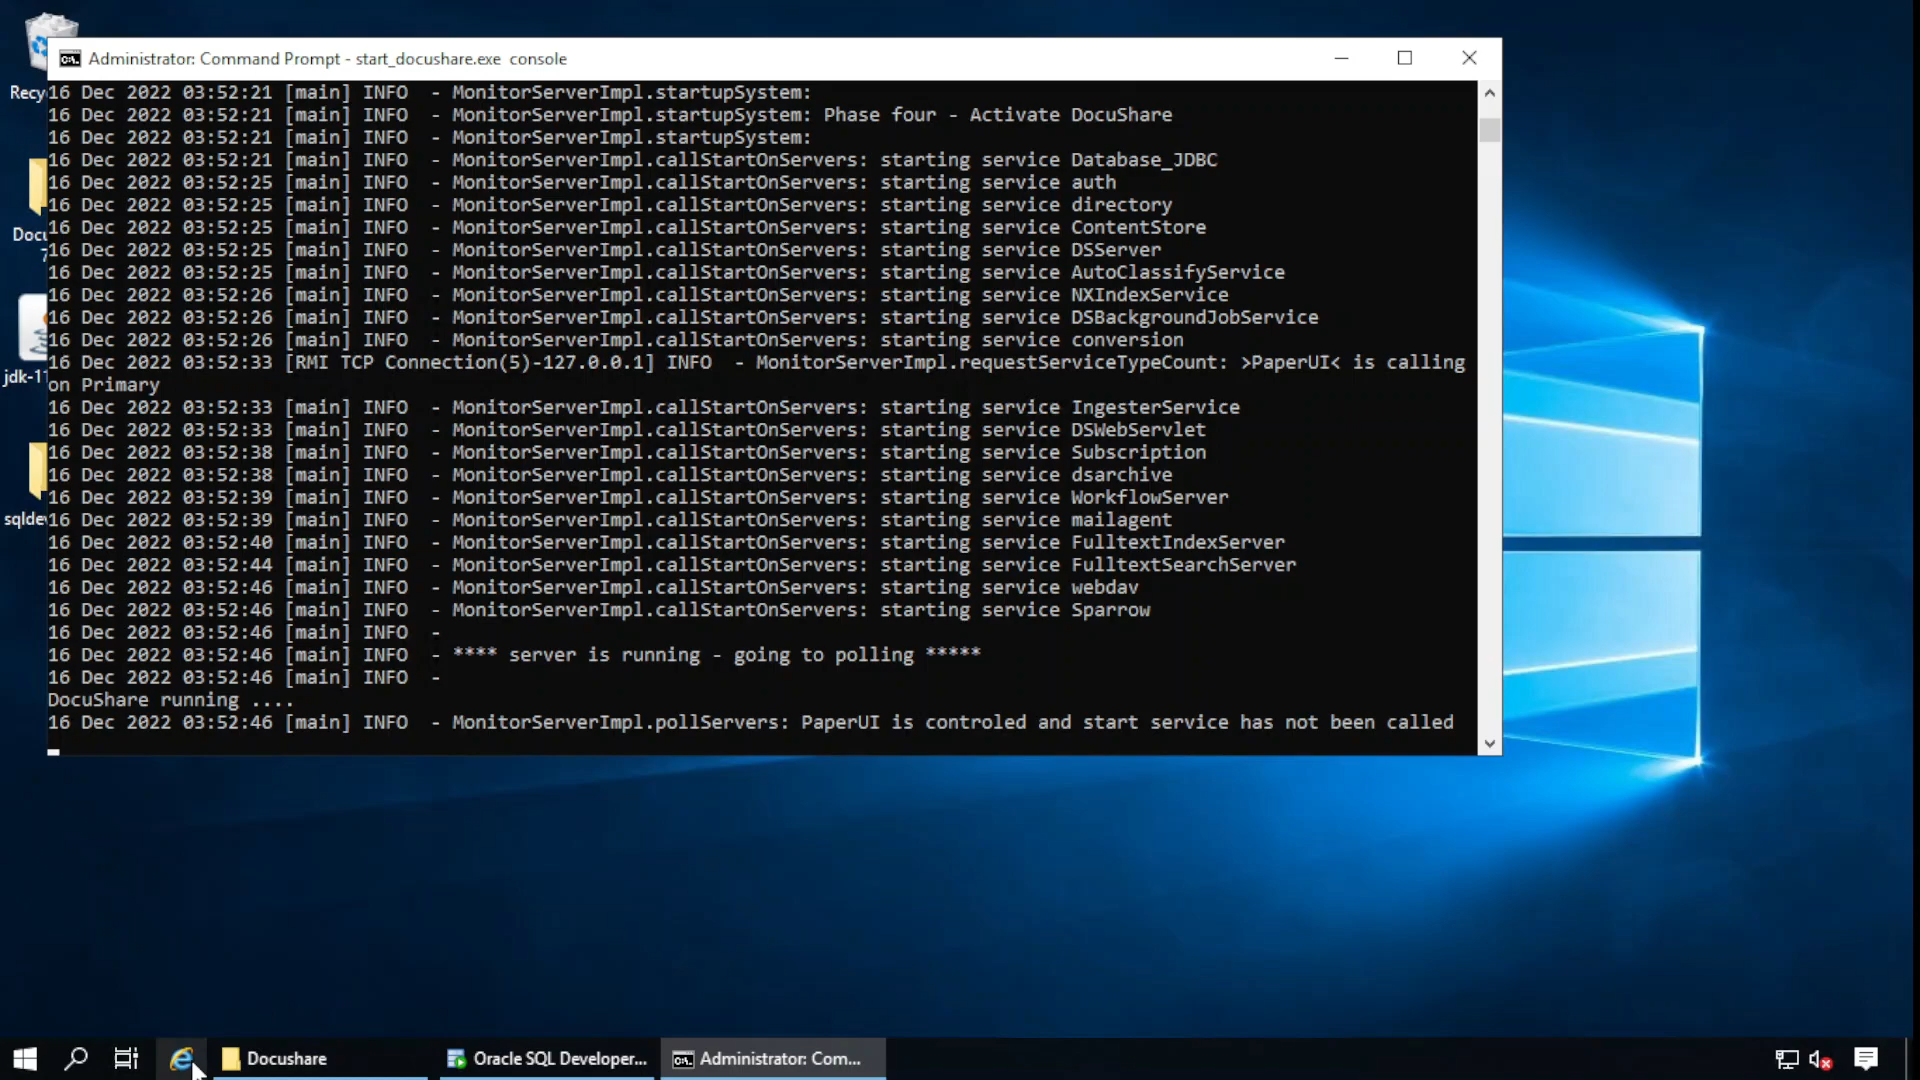 Administrator: Command Prompt - start_docushare.exe  console
Recy
Docu
7
jdk-1
sqldev
16 Dec 2022 03:52:21 [main] INFO  - MonitorServerImpl.startupSystem:
16 Dec 2022 03:52:21 [main] INFO  - MonitorServerImpl.startupSystem: Phase four - Activate DocuShare
16 Dec 2022 03:52:21 [main] INFO  - MonitorServerImpl.startupSystem:
16 Dec 2022 03:52:21 [main] INFO  - MonitorServerImpl.callStartOnServers: starting service Database_JDBC
16 Dec 2022 03:52:25 [main] INFO  - MonitorServerImpl.callStartOnServers: starting service auth
16 Dec 2022 03:52:25 [main] INFO  - MonitorServerImpl.callStartOnServers: starting service directory
16 Dec 2022 03:52:25 [main] INFO  - MonitorServerImpl.callStartOnServers: starting service ContentStore
16 Dec 2022 03:52:25 [main] INFO  - MonitorServerImpl.callStartOnServers: starting service DSServer
16 Dec 2022 03:52:25 [main] INFO  - MonitorServerImpl.callStartOnServers: starting service AutoClassifyService
16 Dec 2022 03:52:26 [main] INFO  - MonitorServerImpl.callStartOnServers: starting service NXIndexService
16 Dec 2022 03:52:26 [main] INFO  - MonitorServerImpl.callStartOnServers: starting service DSBackgroundJobService
16 Dec 2022 03:52:26 [main] INFO  - MonitorServerImpl.callStartOnServers: starting service conversion
16 Dec 2022 03:52:33 [RMI TCP Connection(5)-127.0.0.1] INFO  - MonitorServerImpl.requestServiceTypeCount: >PaperUI< is calling
on Primary
16 Dec 2022 03:52:33 [main] INFO  - MonitorServerImpl.callStartOnServers: starting service IngesterService
16 Dec 2022 03:52:33 [main] INFO  - MonitorServerImpl.callStartOnServers: starting service DSWebServlet
16 Dec 2022 03:52:38 [main] INFO  - MonitorServerImpl.callStartOnServers: starting service Subscription
16 Dec 2022 03:52:38 [main] INFO  - MonitorServerImpl.callStartOnServers: starting service dsarchive
16 Dec 2022 03:52:39 [main] INFO  - MonitorServerImpl.callStartOnServers: starting service WorkflowServer
16 Dec 2022 03:52:39 [main] INFO  - MonitorServerImpl.callStartOnServers: starting service mailagent
16 Dec 2022 03:52:40 [main] INFO  - MonitorServerImpl.callStartOnServers: starting service FulltextIndexServer
16 Dec 2022 03:52:44 [main] INFO  - MonitorServerImpl.callStartOnServers: starting service FulltextSearchServer
16 Dec 2022 03:52:46 [main] INFO  - MonitorServerImpl.callStartOnServers: starting service webdav
16 Dec 2022 03:52:46 [main] INFO  - MonitorServerImpl.callStartOnServers: starting service Sparrow
16 Dec 2022 03:52:46 [main] INFO  -
16 Dec 2022 03:52:46 [main] INFO  - **** server is running - going to polling *****
16 Dec 2022 03:52:46 [main] INFO  -
DocuShare running ....
16 Dec 2022 03:52:46 [main] INFO  - MonitorServerImpl.pollServers: PaperUI is controled and start service has not been called
Docushare
Oracle SQL Developer...
Administrator: Com...